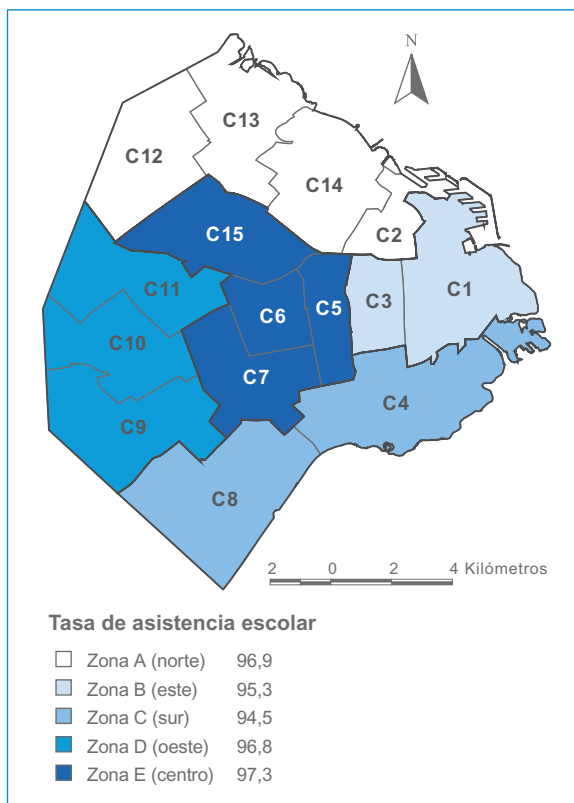 N
C13
C12
C14
C15
C2
C11
C1
C3
C6
C5
C10
C7
C4
C9
C8
2 0 2 4 Kilómetros
Tasa de asistencia escolar
Zona A (norte) 96,9
Zona B (este) 95,3
Zona C (sur) 94,5
Zona D (oeste) 96,8
Zona E (centro) 97,3